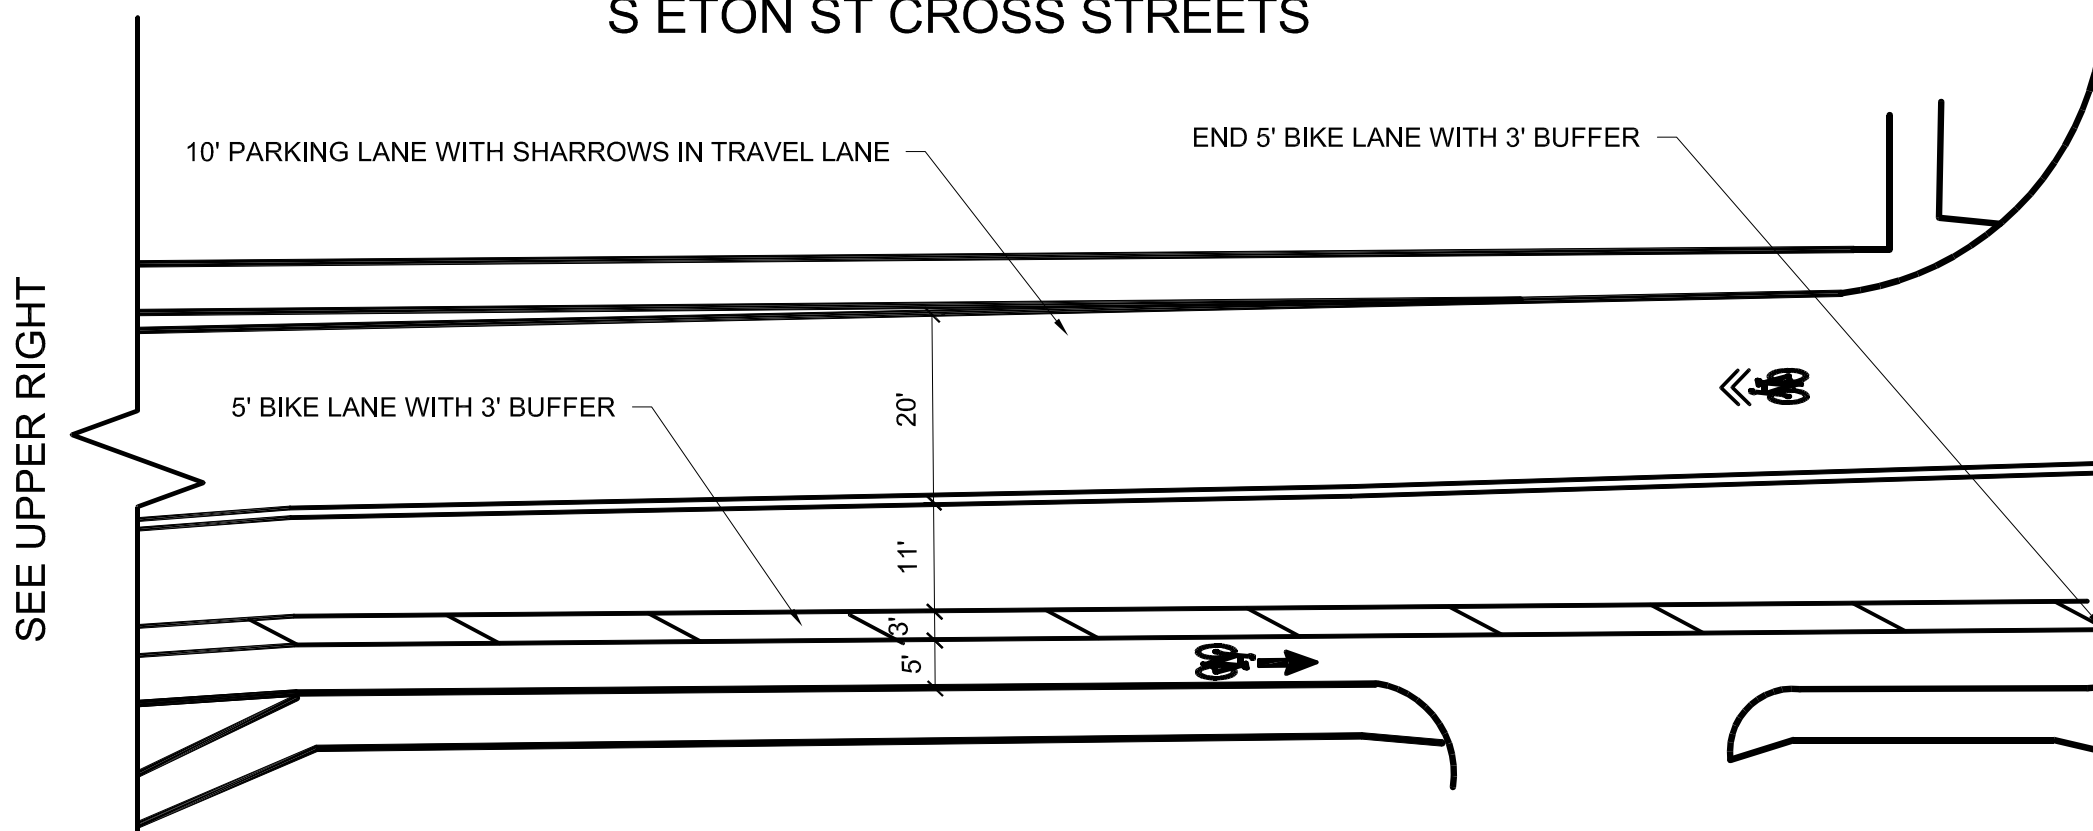 S ETON ST CROSS STREETS
10' PARKING LANE WITH SHARROWS IN TRAVEL LANE
END 5' BIKE LANE WITH 3' BUFFER
SEE UPPER RIGHT
5' BIKE LANE WITH 3' BUFFER
20'
11'
3'
5'